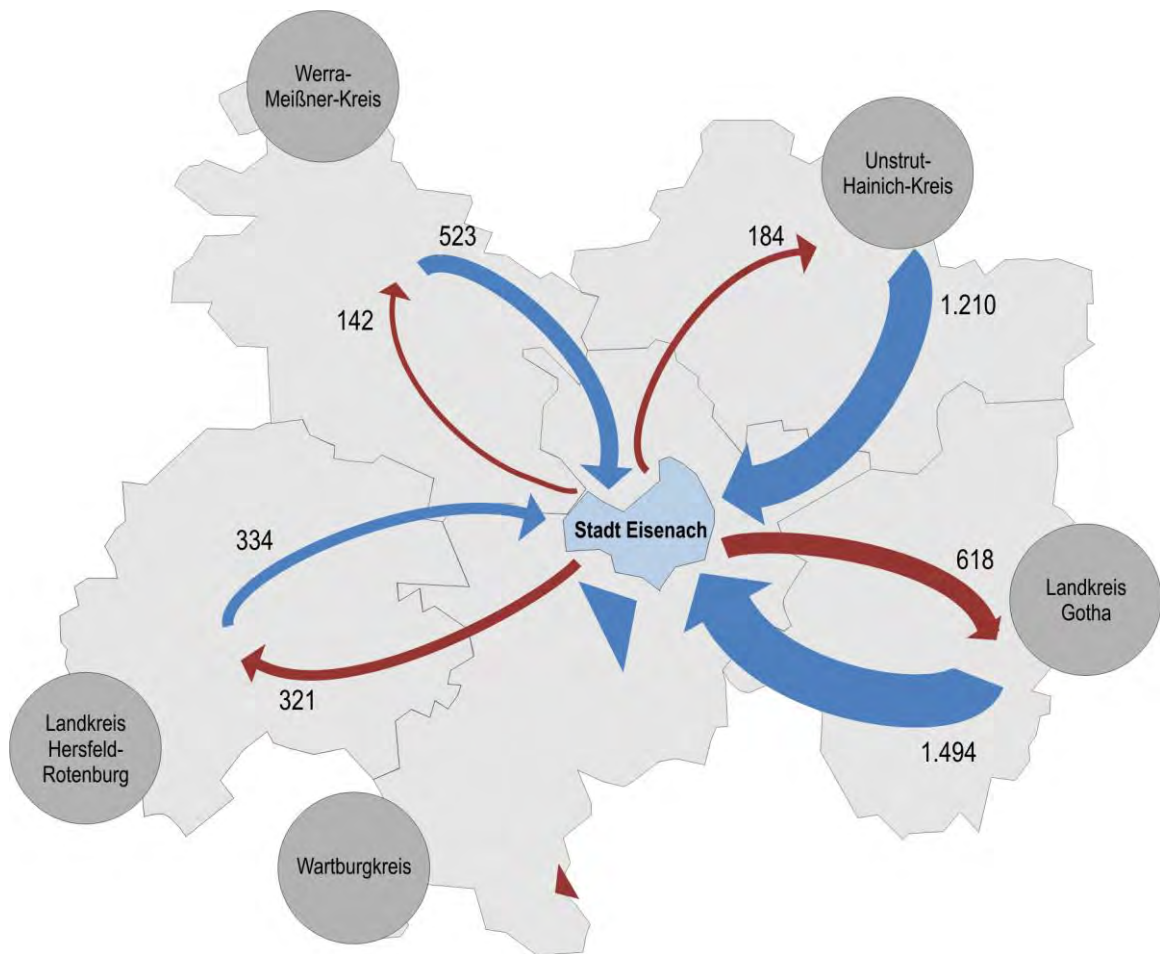 Werra-
Meißner-Kreis
Unstrut-
Hainich-Kreis
523
184
1.210
142
Stadt Eisenach
334
618
Landkreis
Gotha
321
Landkreis
Hersfeld-
Rotenburg
1.494
Wartburgkreis